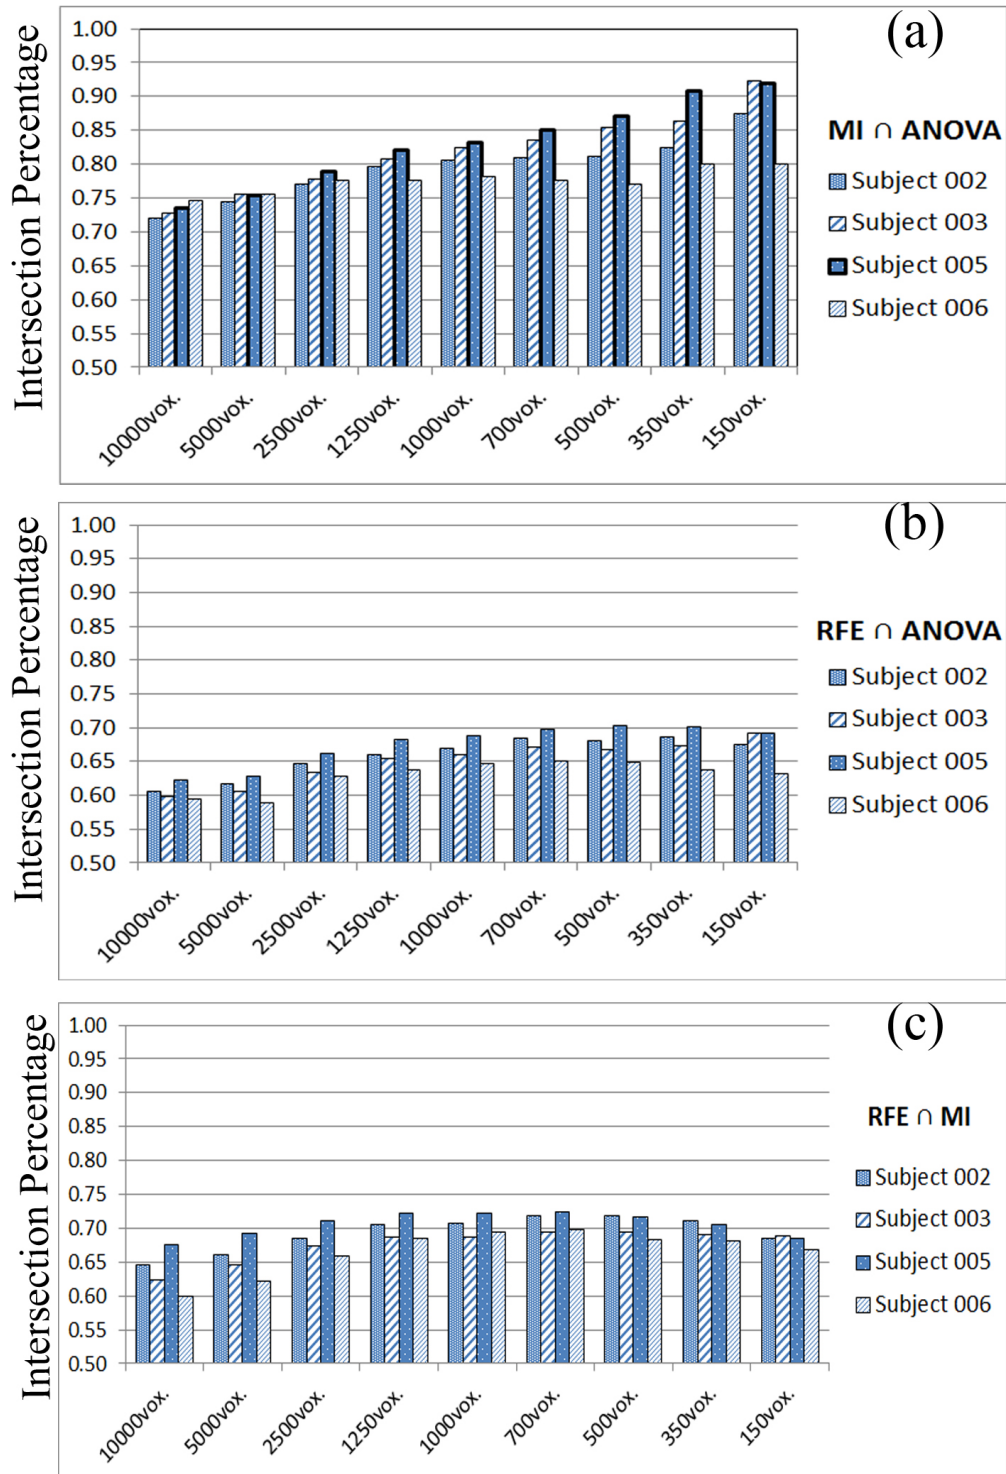 (a)
Intersection Percentage
1.00
0.95
0.90
0.85
0.80
0.75
0.70
0.65
0.60
0.55
0.50
10000vox.
5000vox.
2500vox.
1250vox.
1000vox.
700vox.
500vox.
350vox.
150vox.
MI ∩ ANOVA
Subject 002
Subject 003
Subject 005
Subject 006
(b)
Intersection Percentage
1.00
0.95
0.90
0.85
0.80
0.75
0.70
0.65
0.60
0.55
0.50
10000vox.
5000vox.
2500vox.
1250vox.
1000vox.
700vox.
500vox.
350vox.
150vox.
RFE ∩ ANOVA
Subject 002
Subject 003
Subject 005
Subject 006
(c)
Intersection Percentage
1.00
0.95
0.90
0.85
0.80
0.75
0.70
0.65
0.60
0.55
0.50
10000vox.
5000vox.
2500vox.
1250vox.
1000vox.
700vox.
500vox.
350vox.
150vox.
RFE ∩ MI
Subject 002
Subject 003
Subject 005
Subject 006